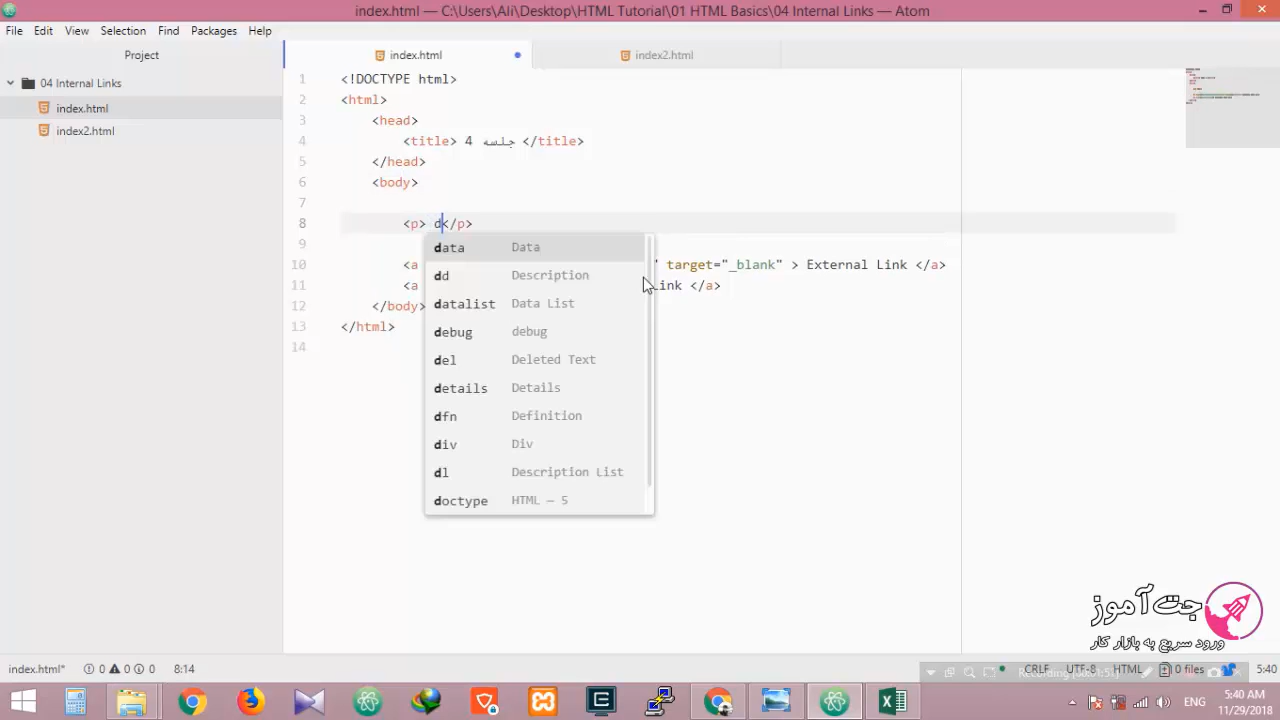 index.html — C:\Users\Ali\Desktop\HTML Tutorial\01 HTML Basics\04 Internal Links — Atom
File Edit View Selection Find Packages Help
Project
index.html
index2.html
04 Internal Links
index.html
index2.html
1 <!DOCTYPE html>
2 <html>
3 <head>
4 <title> جلسه 4 </title>
5 </head>
6 <body>
7
8 <p> d</p>
9
10 <a " target="_blank" > External Link </a>
11 <a Link </a>
12 </body>
13 </html>
14
data Data
dd Description
datalist Data List
debug debug
del Deleted Text
details Details
dfn Definition
div Div
dl Description List
doctype HTML — 5
جت آموز
ورود سریع به بازار کار
index.html* 0 0 0 8:14
CRLF UTF-8 HTML 0 files 5:40
ENG
5:40 AM
11/29/2018